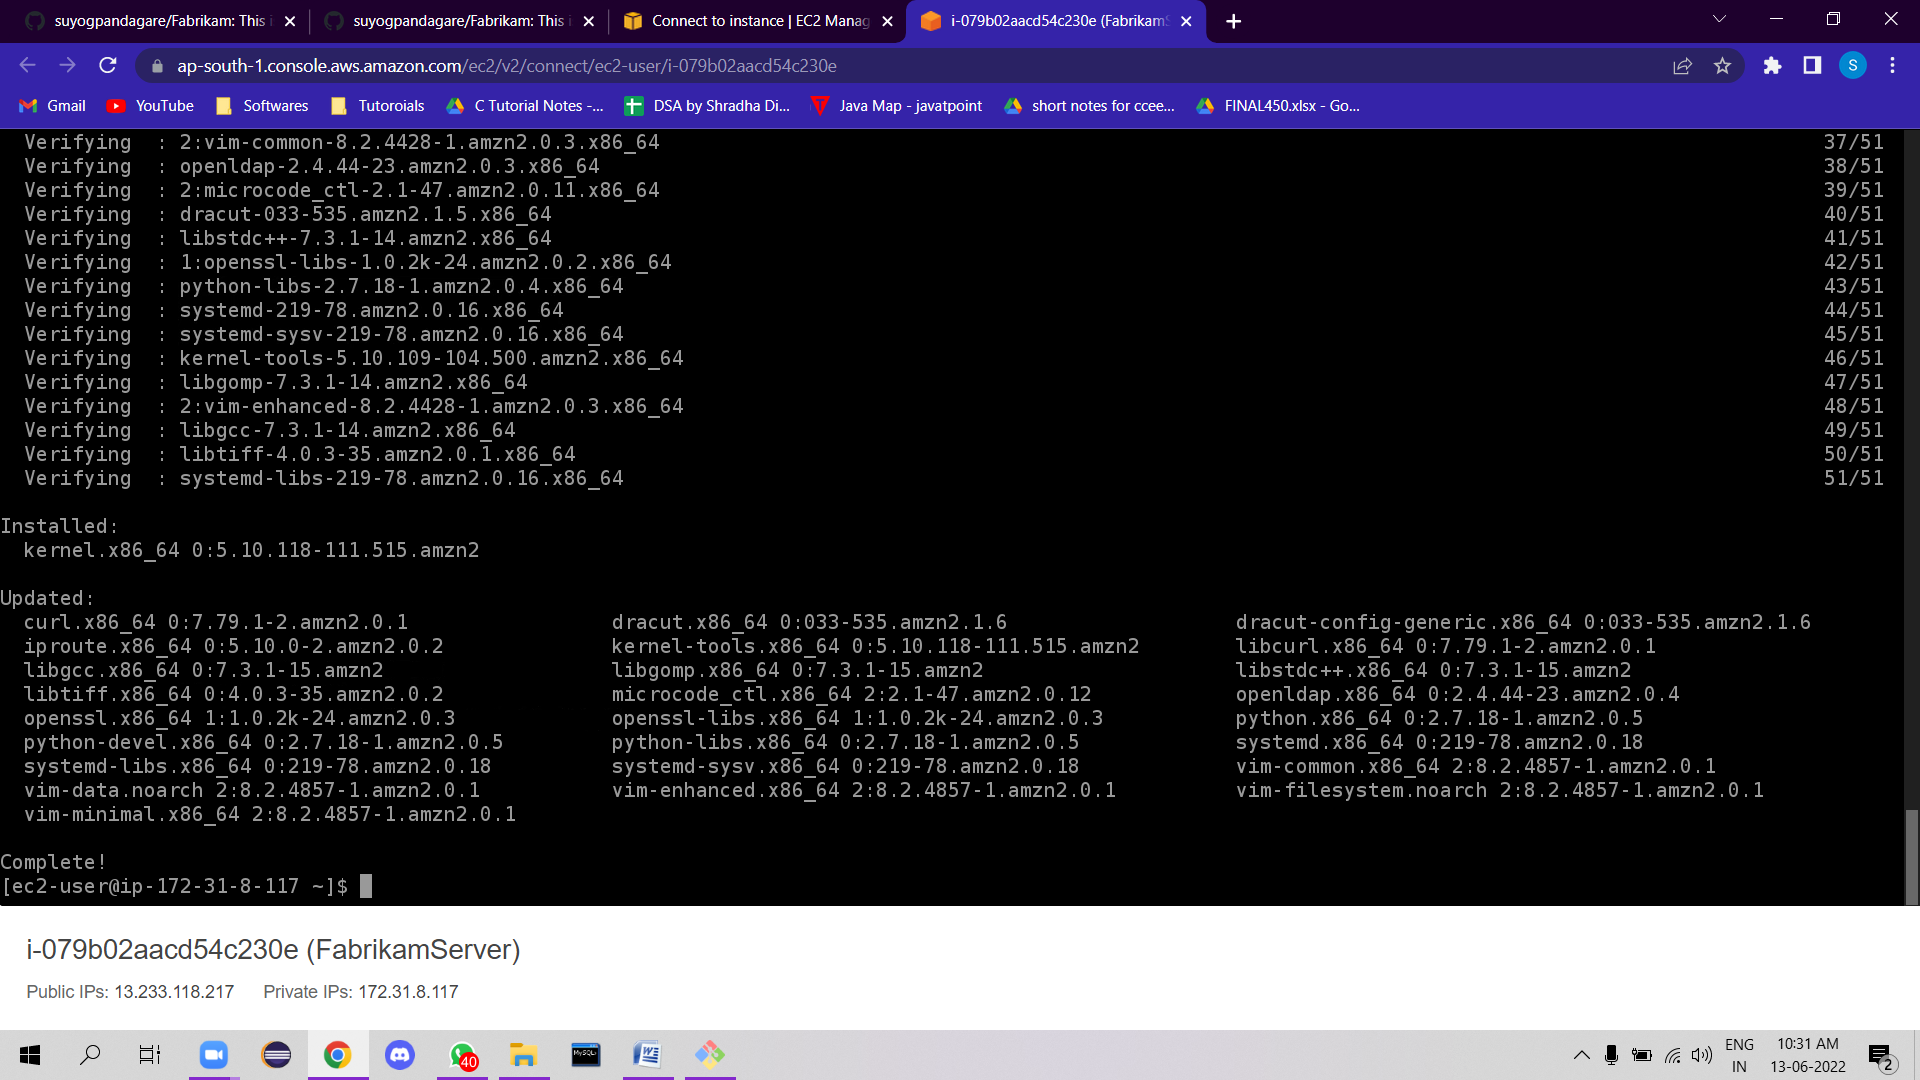 suyogpandagare/Fabrikam: This i
suyogpandagare/Fabrikam: This i
Connect to instance | EC2 Manag
i-079b02aacd54c230e (FabrikamS
ap-south-1.console.aws.amazon.com/ec2/v2/connect/ec2-user/i-079b02aacd54c230e
S
Gmail YouTube Softwares Tutoroials C Tutorial Notes -... DSA by Shradha Di... Java Map - javatpoint short notes for ccee... FINAL450.xlsx - Go...
Verifying : 2:vim-common-8.2.4428-1.amzn2.0.3.x86_64 37/51
Verifying : openldap-2.4.44-23.amzn2.0.3.x86_64 38/51
Verifying : 2:microcode_ctl-2.1-47.amzn2.0.11.x86_64 39/51
Verifying : dracut-033-535.amzn2.1.5.x86_64 40/51
Verifying : libstdc++-7.3.1-14.amzn2.x86_64 41/51
Verifying : 1:openssl-libs-1.0.2k-24.amzn2.0.2.x86_64 42/51
Verifying : python-libs-2.7.18-1.amzn2.0.4.x86_64 43/51
Verifying : systemd-219-78.amzn2.0.16.x86_64 44/51
Verifying : systemd-sysv-219-78.amzn2.0.16.x86_64 45/51
Verifying : kernel-tools-5.10.109-104.500.amzn2.x86_64 46/51
Verifying : libgomp-7.3.1-14.amzn2.x86_64 47/51
Verifying : 2:vim-enhanced-8.2.4428-1.amzn2.0.3.x86_64 48/51
Verifying : libgcc-7.3.1-14.amzn2.x86_64 49/51
Verifying : libtiff-4.0.3-35.amzn2.0.1.x86_64 50/51
Verifying : systemd-libs-219-78.amzn2.0.16.x86_64 51/51
Installed:
kernel.x86_64 0:5.10.118-111.515.amzn2
Updated:
curl.x86_64 0:7.79.1-2.amzn2.0.1 dracut.x86_64 0:033-535.amzn2.1.6 dracut-config-generic.x86_64 0:033-535.amzn2.1.6
iproute.x86_64 0:5.10.0-2.amzn2.0.2 kernel-tools.x86_64 0:5.10.118-111.515.amzn2 libcurl.x86_64 0:7.79.1-2.amzn2.0.1
libgcc.x86_64 0:7.3.1-15.amzn2 libgomp.x86_64 0:7.3.1-15.amzn2 libstdc++.x86_64 0:7.3.1-15.amzn2
libtiff.x86_64 0:4.0.3-35.amzn2.0.2 microcode_ctl.x86_64 2:2.1-47.amzn2.0.12 openldap.x86_64 0:2.4.44-23.amzn2.0.4
openssl.x86_64 1:1.0.2k-24.amzn2.0.3 openssl-libs.x86_64 1:1.0.2k-24.amzn2.0.3 python.x86_64 0:2.7.18-1.amzn2.0.5
python-devel.x86_64 0:2.7.18-1.amzn2.0.5 python-libs.x86_64 0:2.7.18-1.amzn2.0.5 systemd.x86_64 0:219-78.amzn2.0.18
systemd-libs.x86_64 0:219-78.amzn2.0.18 systemd-sysv.x86_64 0:219-78.amzn2.0.18 vim-common.x86_64 2:8.2.4857-1.amzn2.0.1
vim-data.noarch 2:8.2.4857-1.amzn2.0.1 vim-enhanced.x86_64 2:8.2.4857-1.amzn2.0.1 vim-filesystem.noarch 2:8.2.4857-1.amzn2.0.1
vim-minimal.x86_64 2:8.2.4857-1.amzn2.0.1
Complete!
[ec2-user@ip-172-31-8-117 ~]$
i-079b02aacd54c230e (FabrikamServer)
Public IPs: 13.233.118.217 Private IPs: 172.31.8.117
40
MySQL
ENG
IN
10:31 AM
13-06-2022
2